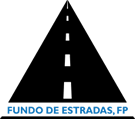 FUNDO DE ESTRADAS, FP